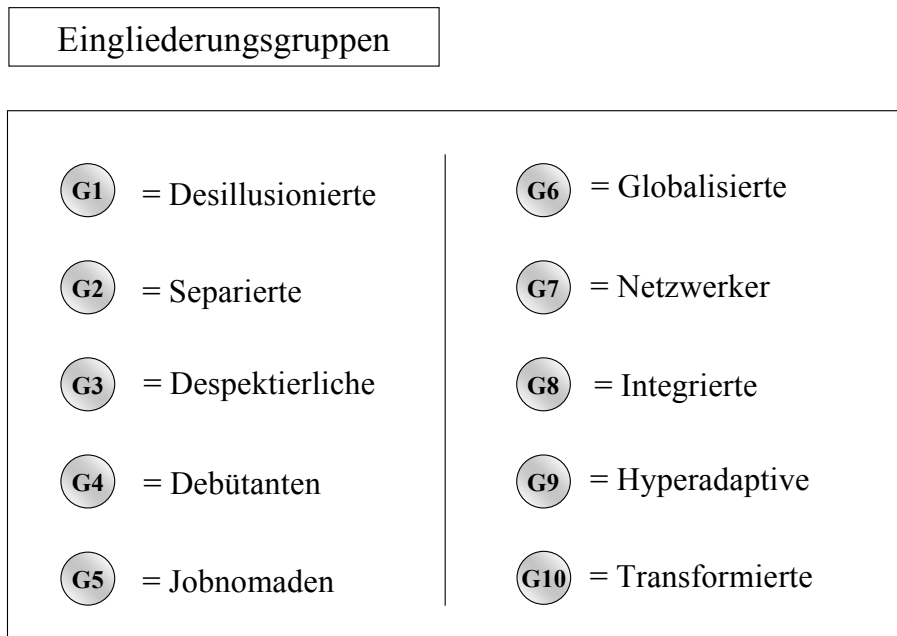 Eingliederungsgruppen
G1 = Desillusionierte
G2 = Separierte
G3 = Despektierliche
G4 = Debütanten
G5 = Jobnomaden
G6 = Globalisierte
G7 = Netzwerker
G8 = Integrierte
G9 = Hyperadaptive
G10 = Transformierte